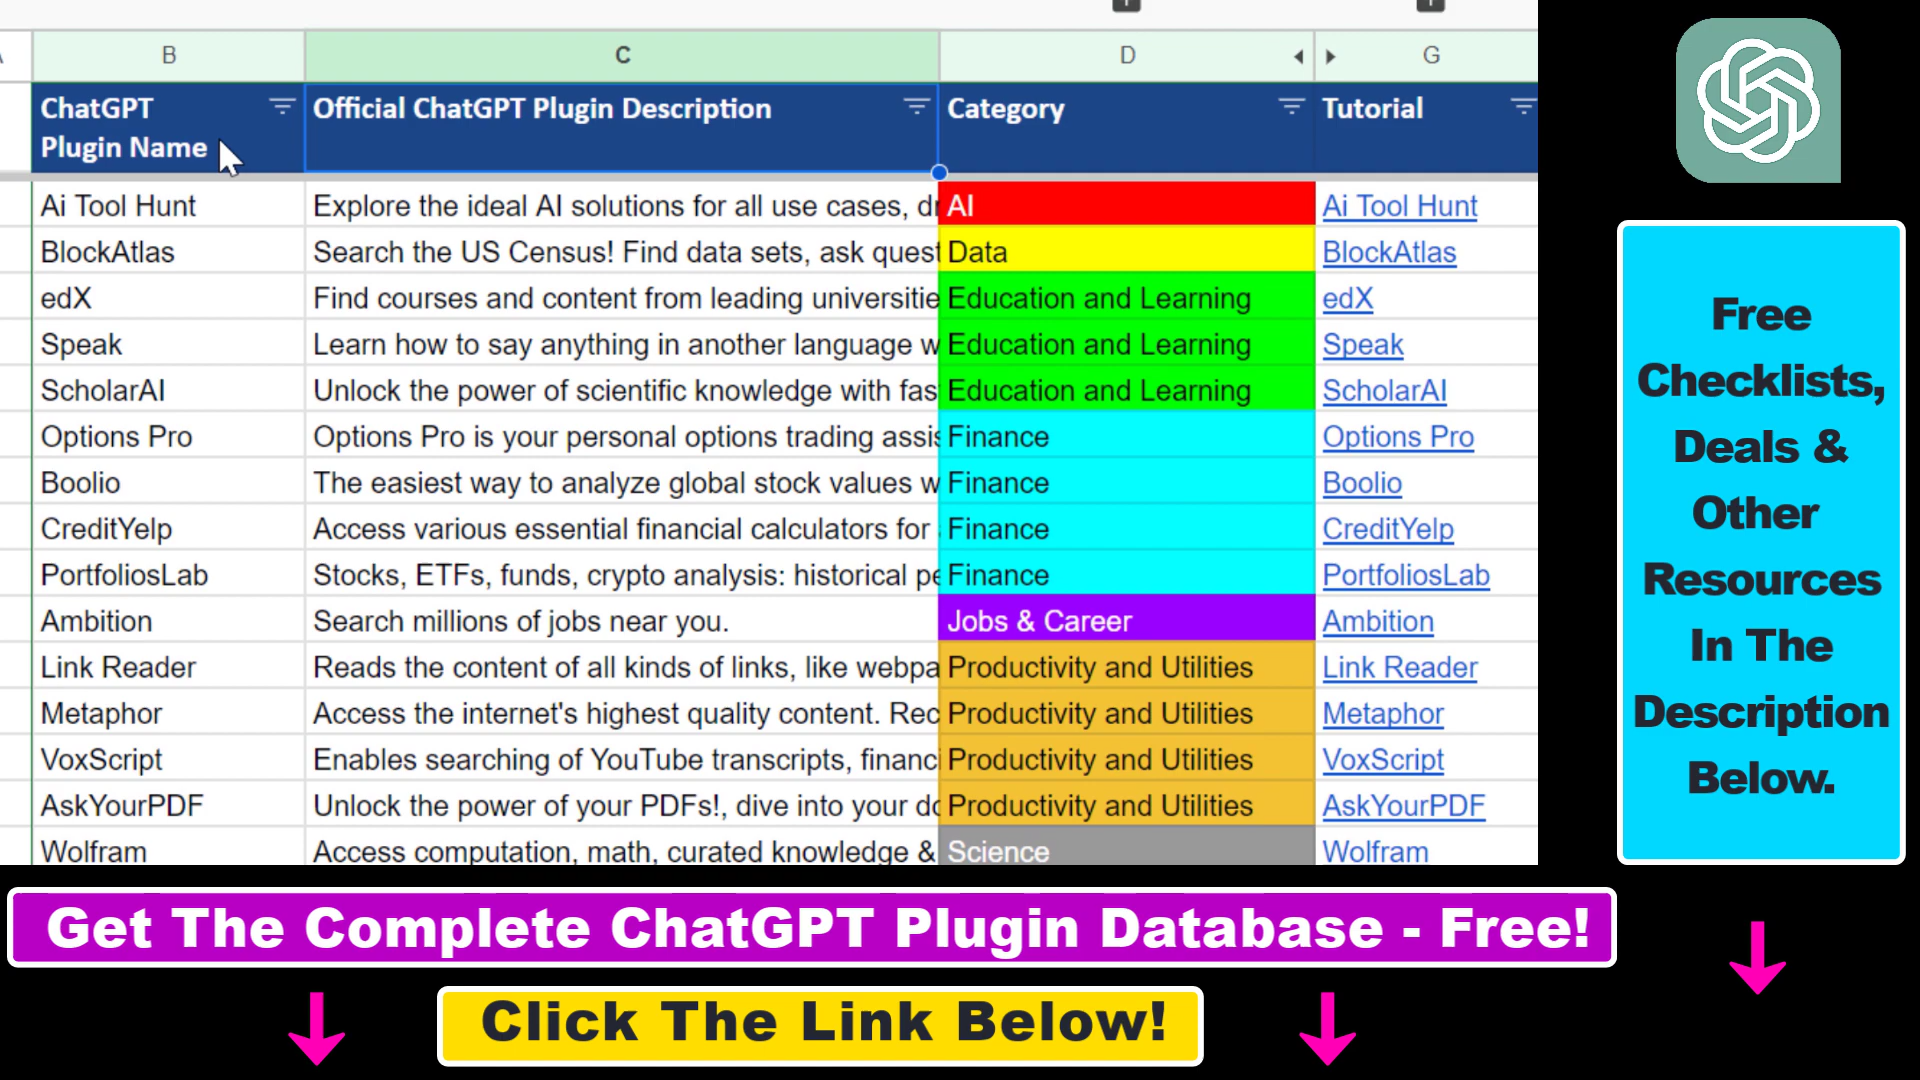 B C D G
ChatGPT
Plugin Name
Official ChatGPT Plugin Description
Category
Tutorial
Ai Tool Hunt Explore the ideal AI solutions for all use cases, AI Ai Tool Hunt
BlockAtlas Search the US Census! Find data sets, ask quest Data BlockAtlas
edX Find courses and content from leading universitie Education and Learning edX
Speak Learn how to say anything in another language w Education and Learning Speak
ScholarAI Unlock the power of scientific knowledge with fas Education and Learning ScholarAI
Options Pro Options Pro is your personal options trading assis Finance Options Pro
Boolio The easiest way to analyze global stock values w Finance Boolio
CreditYelp Access various essential financial calculators for Finance CreditYelp
PortfoliosLab Stocks, ETFs, funds, crypto analysis: historical pe Finance PortfoliosLab
Ambition Search millions of jobs near you. Jobs & Career Ambition
Link Reader Reads the content of all kinds of links, like webpa Productivity and Utilities Link Reader
Metaphor Access the internet's highest quality content. Rec Productivity and Utilities Metaphor
VoxScript Enables searching of YouTube transcripts, financi Productivity and Utilities VoxScript
AskYourPDF Unlock the power of your PDFs!, dive into your do Productivity and Utilities AskYourPDF
Wolfram Access computation, math, curated knowledge & Science Wolfram
Free
Checklists,
Deals &
Other
Resources
In The
Description
Below.
Get The Complete ChatGPT Plugin Database - Free!
Click The Link Below!